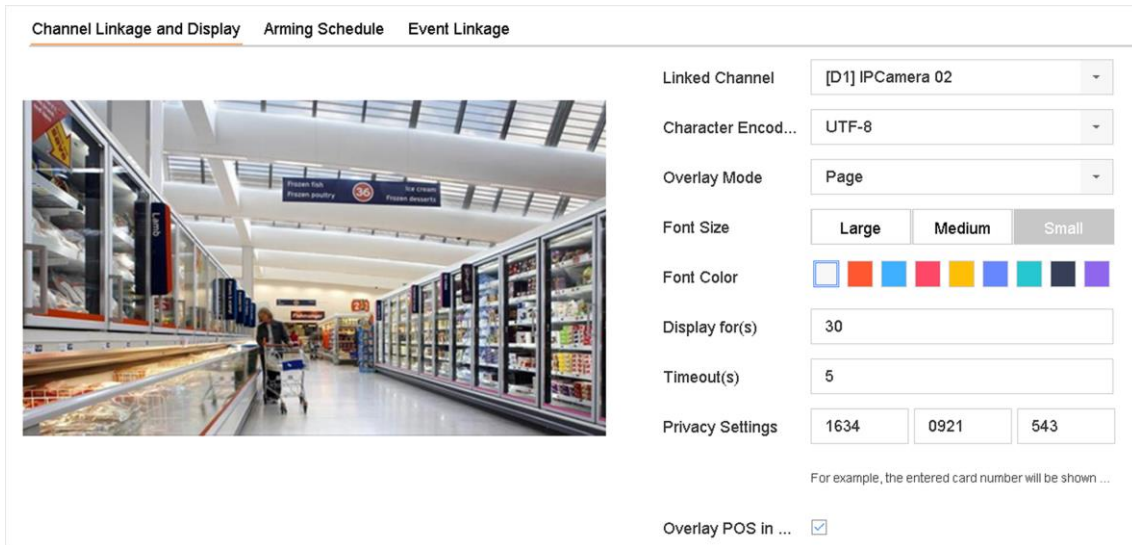 Channel Linkage and Display Arming Schedule Event Linkage
Linked Channel [D1] IPCamera 02
Character Encod... UTF-8
Overlay Mode Page
Font Size Large Medium Small
Font Color
Display for(s) 30
Timeout(s) 5
Privacy Settings 1634 0921 543
For example, the entered card number will be shown ...
Overlay POS in ...
Frozen fish
Frozen poultry
36
Ice cream
Frozen desserts
Lamb